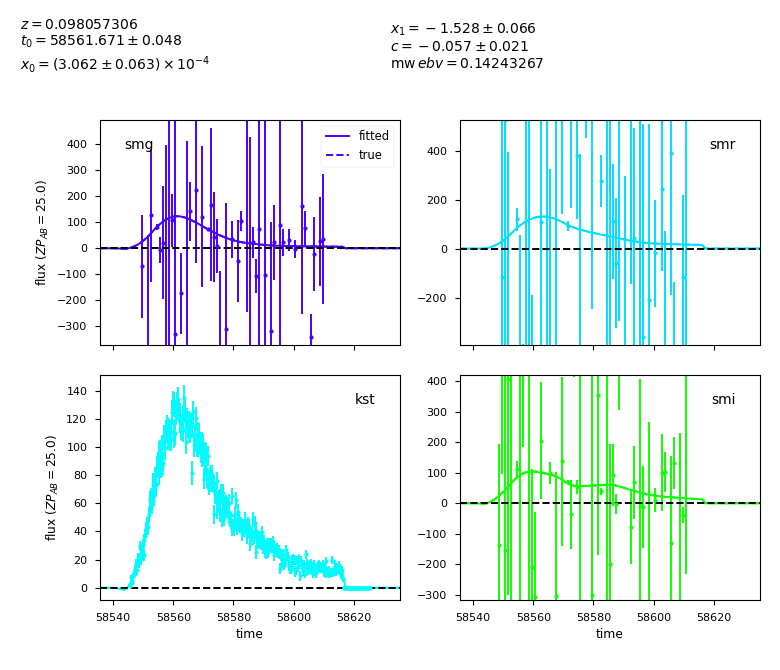 z = 0.098057306
t₀ = 58561.671 ± 0.048
x₀ = (3.062 ± 0.063) × 10⁻⁴
x₁ = −1.528 ± 0.066
c = −0.057 ± 0.021
mw ebv = 0.14243267
smg
fitted
true
400
300
200
100
0
−100
−200
−300
flux (ZP_AB = 25.0)
smr
400
200
0
−200
kst
140
120
100
80
60
40
20
0
flux (ZP_AB = 25.0)
58540 58560 58580 58600 58620
time
smi
400
300
200
100
0
−100
−200
−300
58540 58560 58580 58600 58620
time